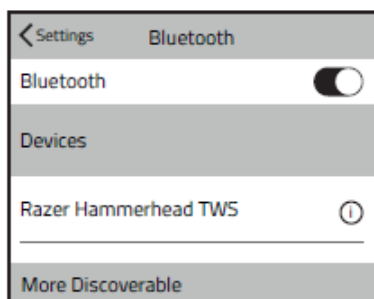 Settings Bluetooth
Bluetooth
Devices
Razer Hammerhead TWS
More Discoverable